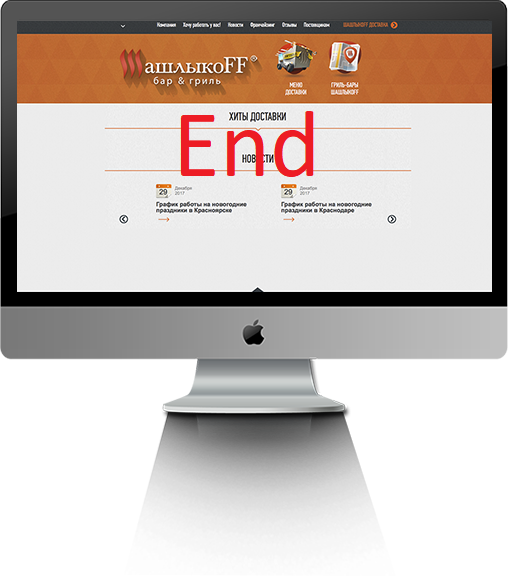 Компания Хочу работать у вас! Новости Франчайзинг Отзывы Поставщикам ШАШЛЫКОFF ДОСТАВКА
ШашлыкоFF®
бар & гриль
МЕНЮ
ДОСТАВКИ
ГРИЛЬ-БАРЫ
ШАШЛЫКОFF
ХИТЫ ДОСТАВКИ
End
НОВОСТИ
29 Декабря
2017
График работы на новогодние
праздники в Красноярске
29 Декабря
2017
График работы на новогодние
праздники в Краснодаре